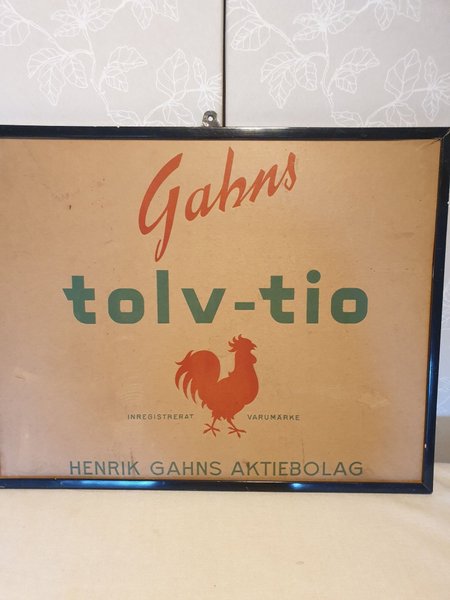 Gahns
tolv-tio
INREGISTRERAT VARUMÄRKE
HENRIK GAHNS AKTIEBOLAG